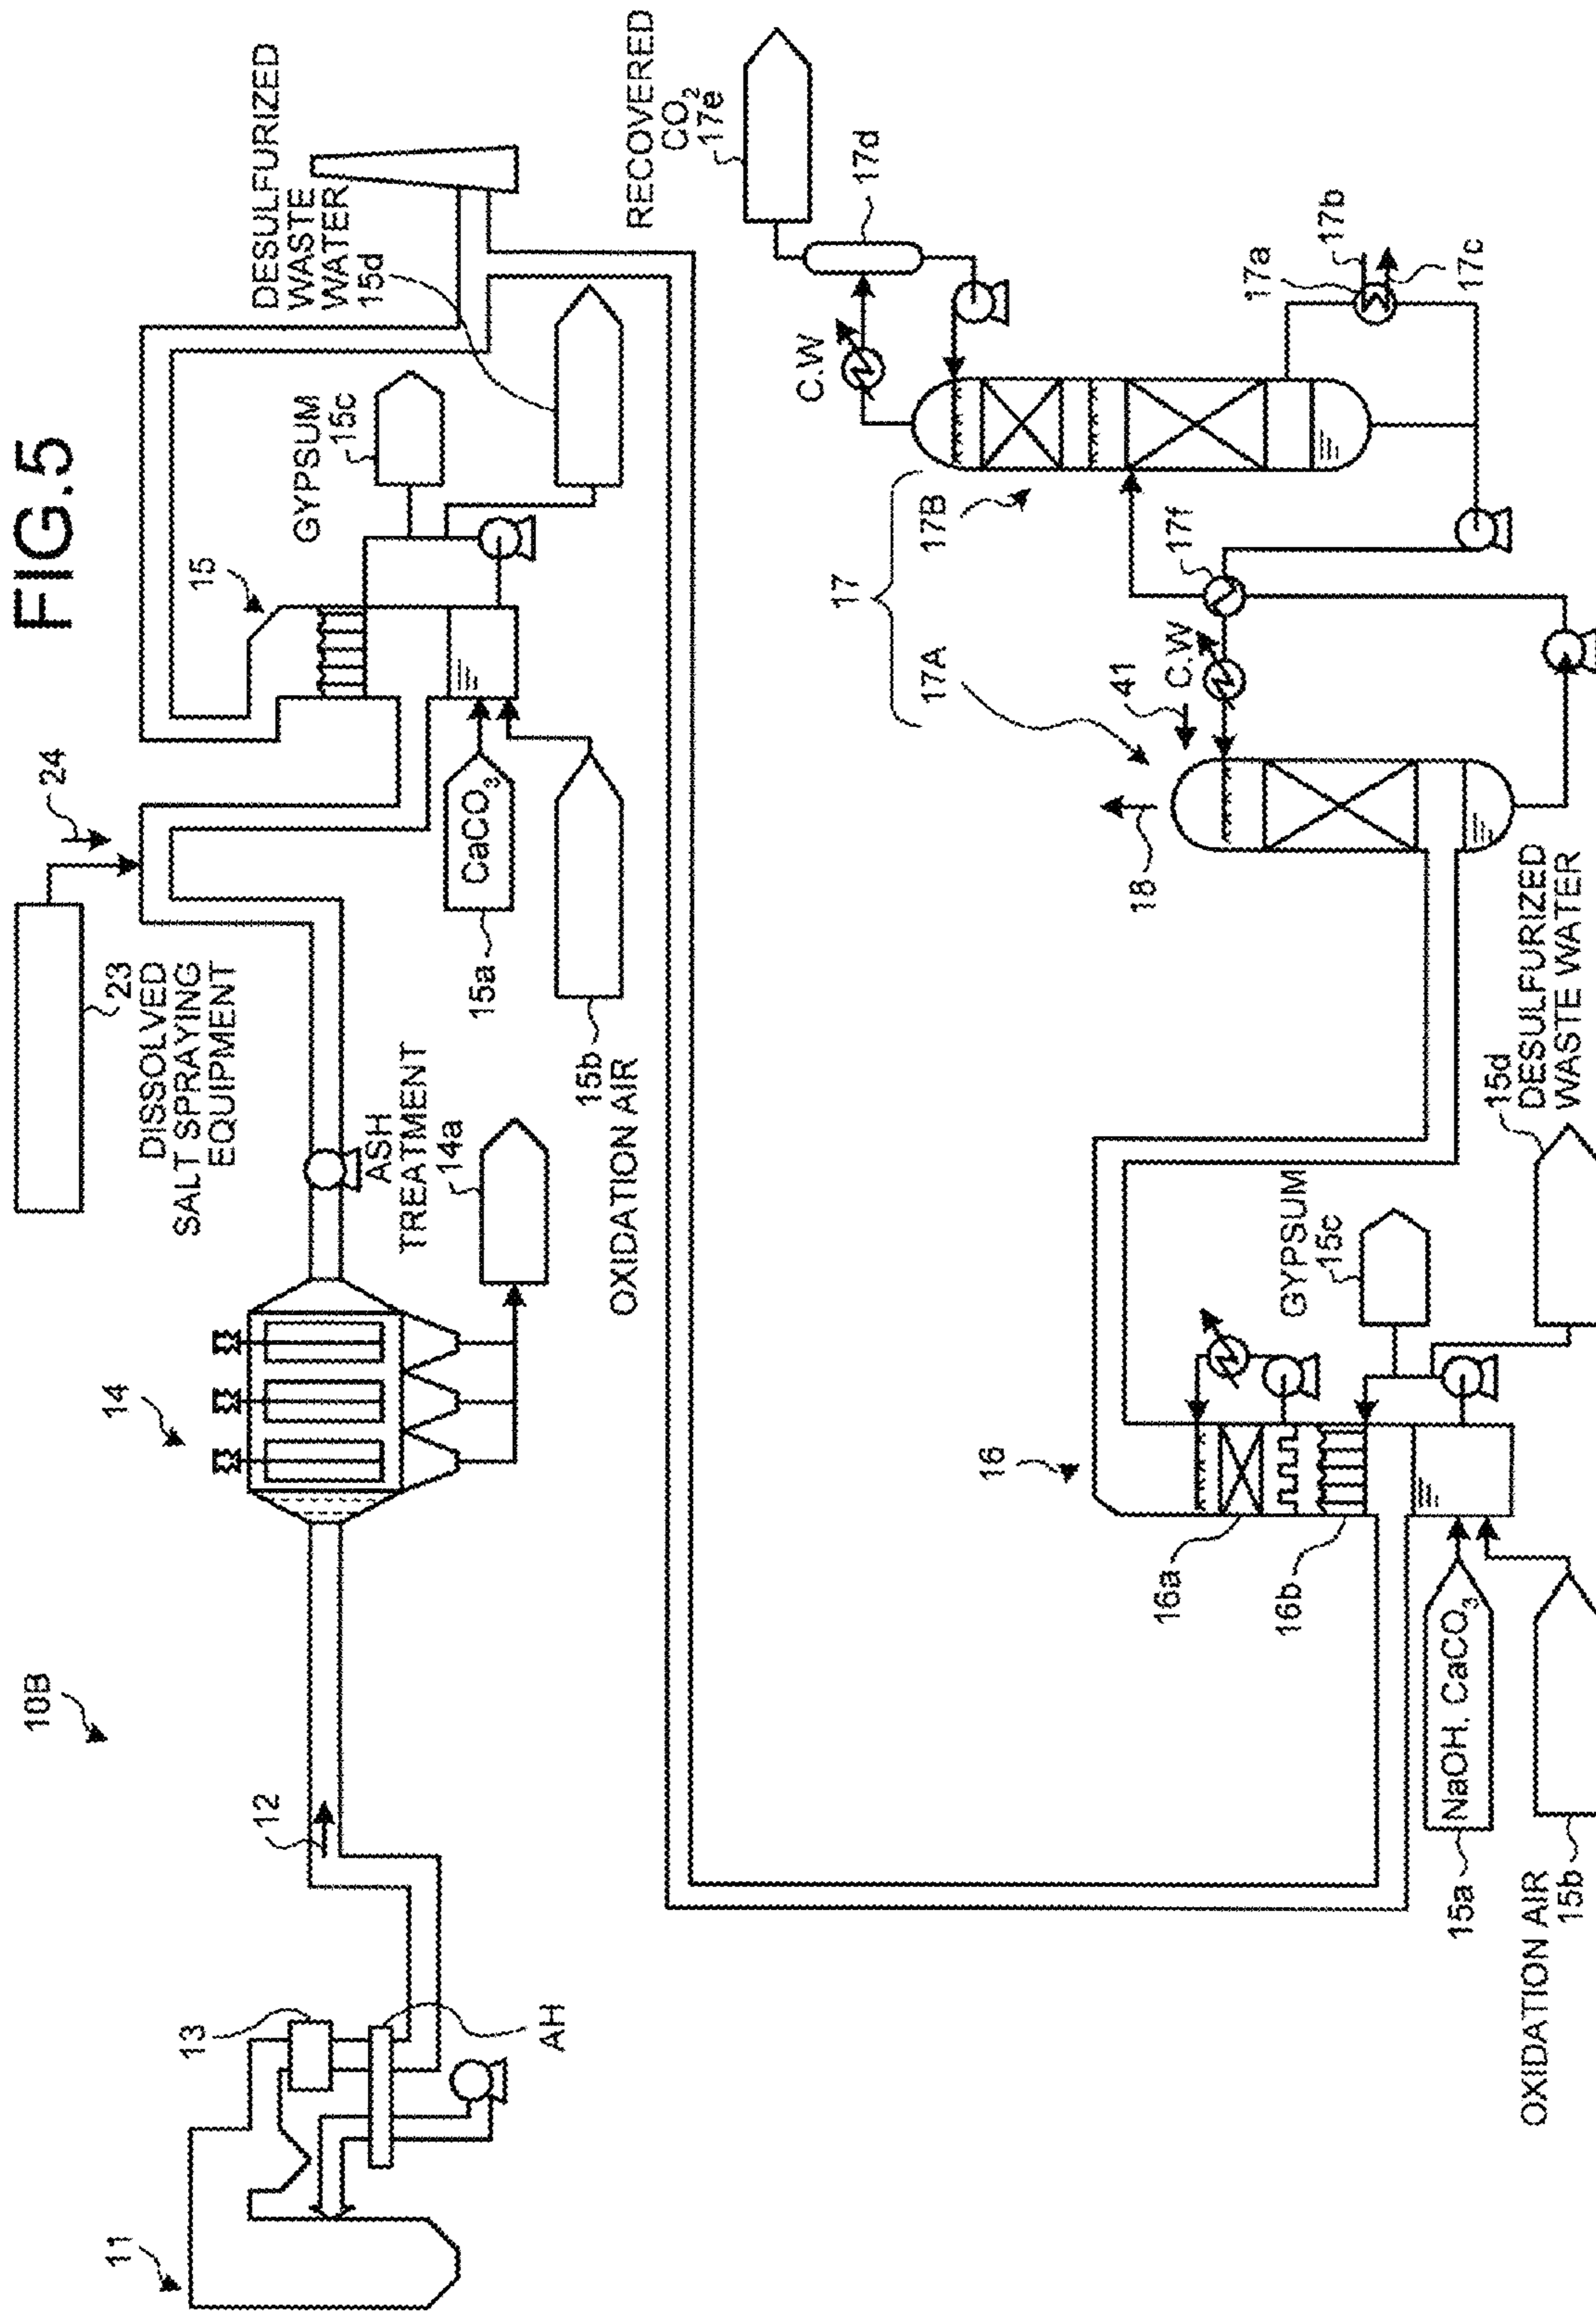 FIG.5
10B
11
13
AH
12
14
ASH
TREATMENT
14a
23
DISSOLVED
SALT SPRAYING
EQUIPMENT
24
15
CaCO3
15a
15b
OXIDATION AIR
GYPSUM
15c
DESULFURIZED
WASTE
WATER
15d
16
16a
16b
NaOH, CaCO3
15a
OXIDATION AIR
15b
GYPSUM
15c
15d
DESULFURIZED
WASTE WATER
17
17A
17B
18
41
C.W
17f
C.W
17a
17b
17c
17d
RECOVERED
CO2
17e